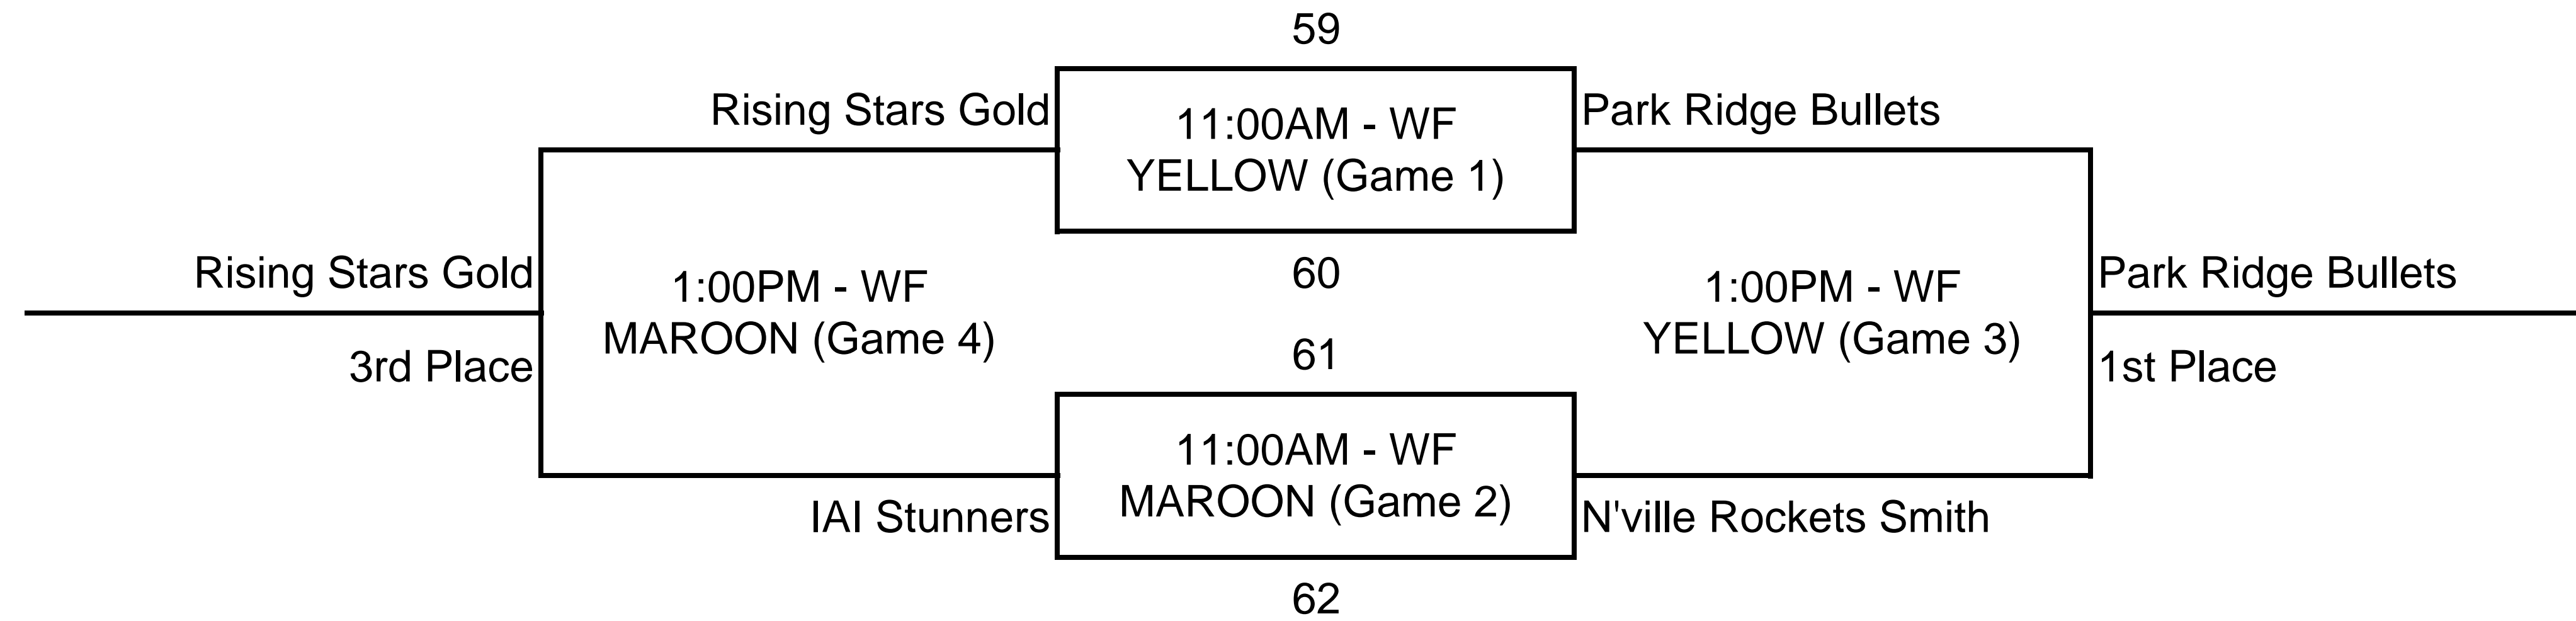 59
Rising Stars Gold
11:00AM - WF
YELLOW (Game 1)
Park Ridge Bullets
Rising Stars Gold
3rd Place
1:00PM - WF
MAROON (Game 4)
60
61
1:00PM - WF
YELLOW (Game 3)
Park Ridge Bullets
1st Place
IAI Stunners
11:00AM - WF
MAROON (Game 2)
N'ville Rockets Smith
62